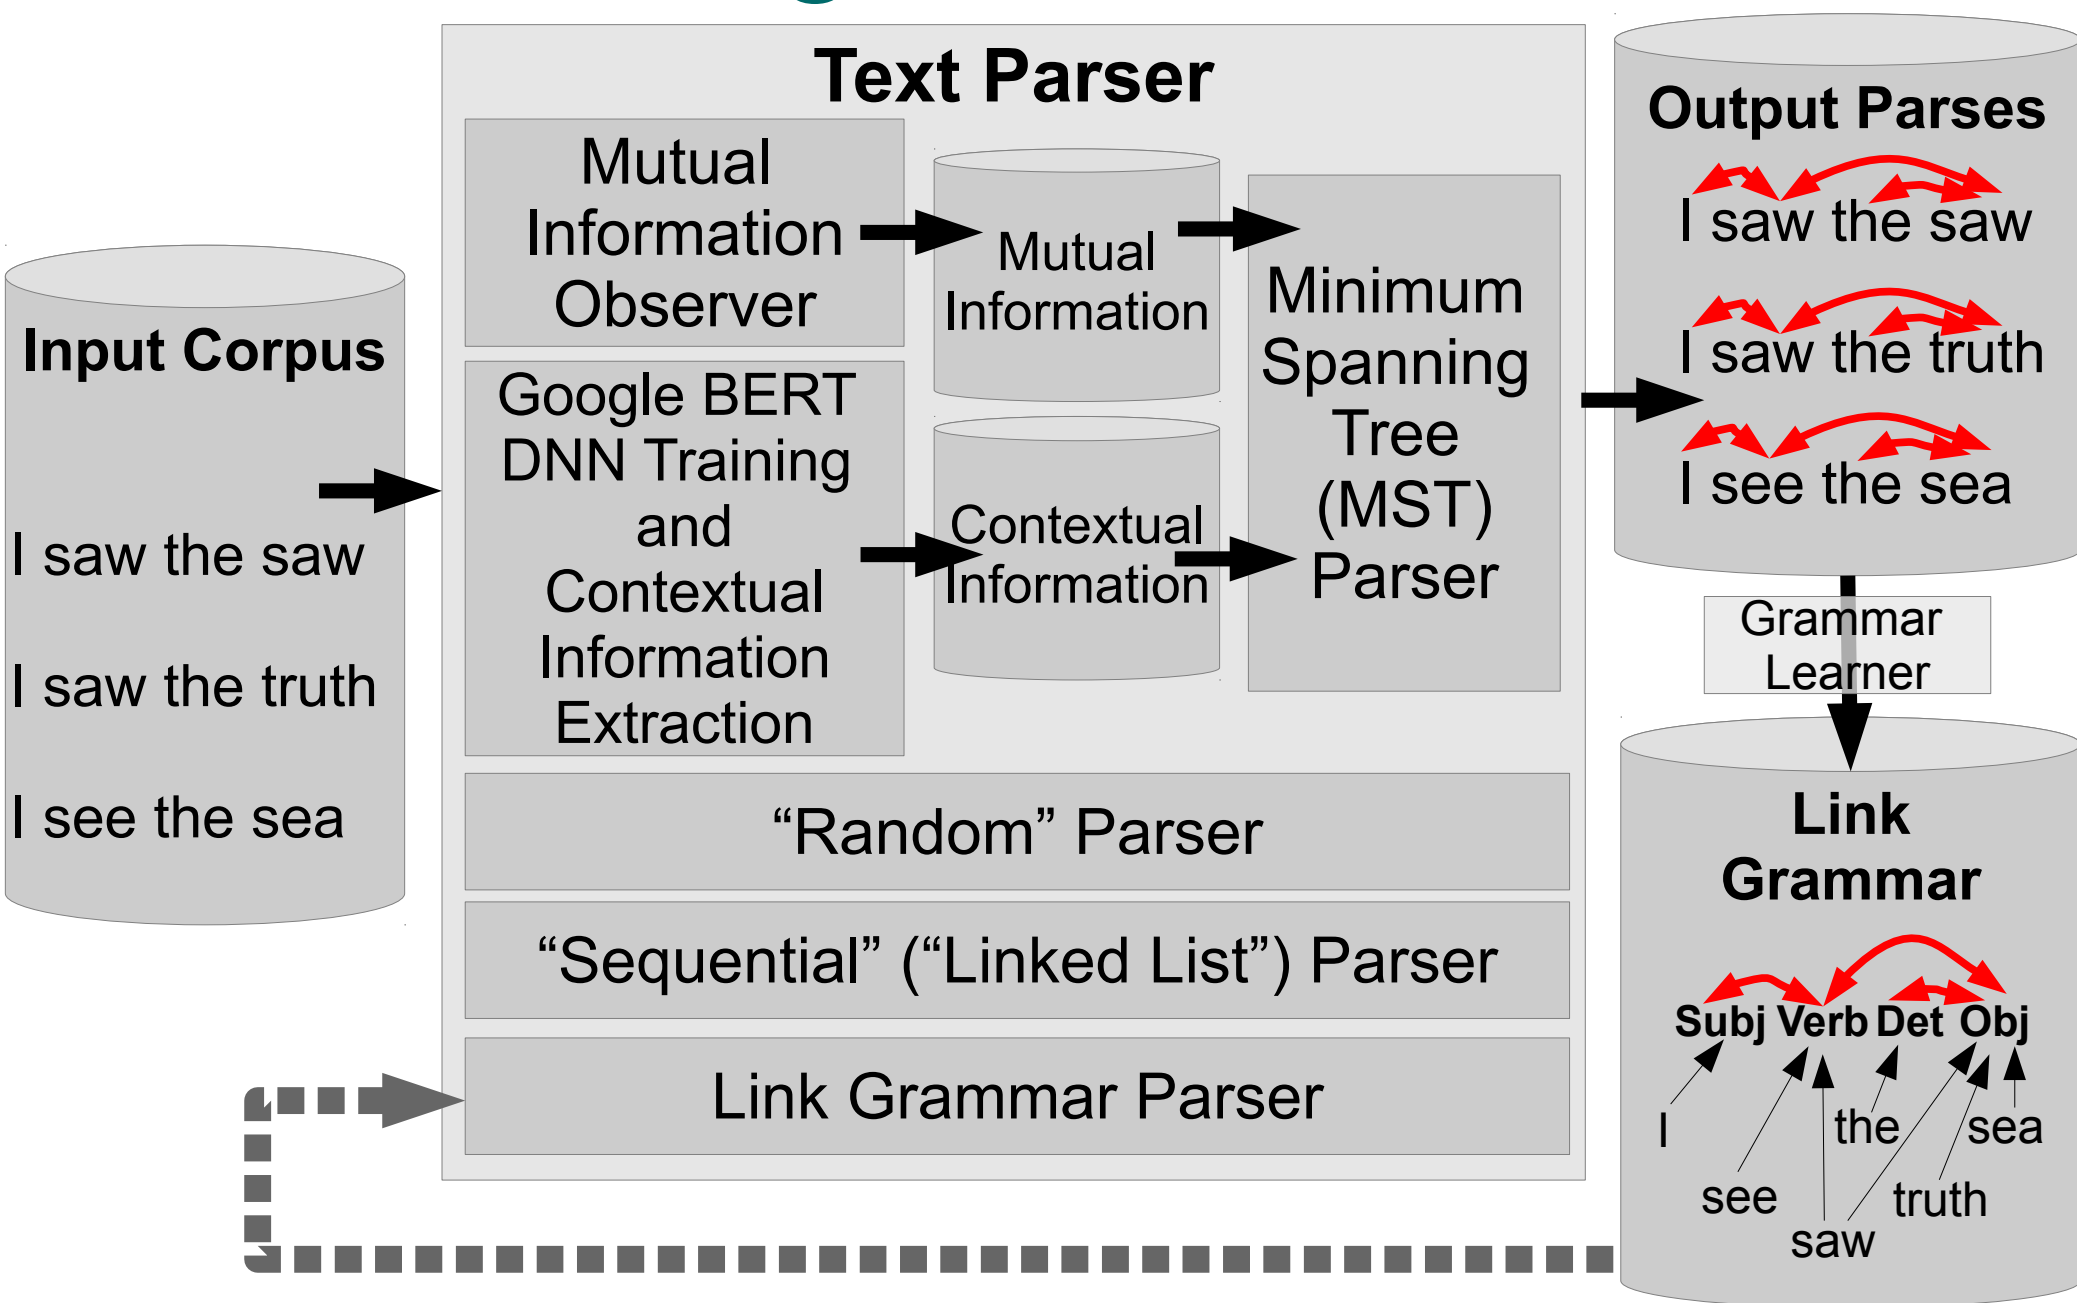 Input Corpus
I saw the saw
I saw the truth
I see the sea
Text Parser
Mutual
Information
Observer
Google BERT
DNN Training
and
Contextual
Information
Extraction
Mutual
Information
Contextual
Information
Minimum
Spanning
Tree
(MST)
Parser
“Random” Parser
“Sequential” (“Linked List”) Parser
Link Grammar Parser
Output Parses
I saw the saw
I saw the truth
I see the sea
Grammar
Learner
Link
Grammar
Subj Verb Det Obj
I the sea
see truth
saw